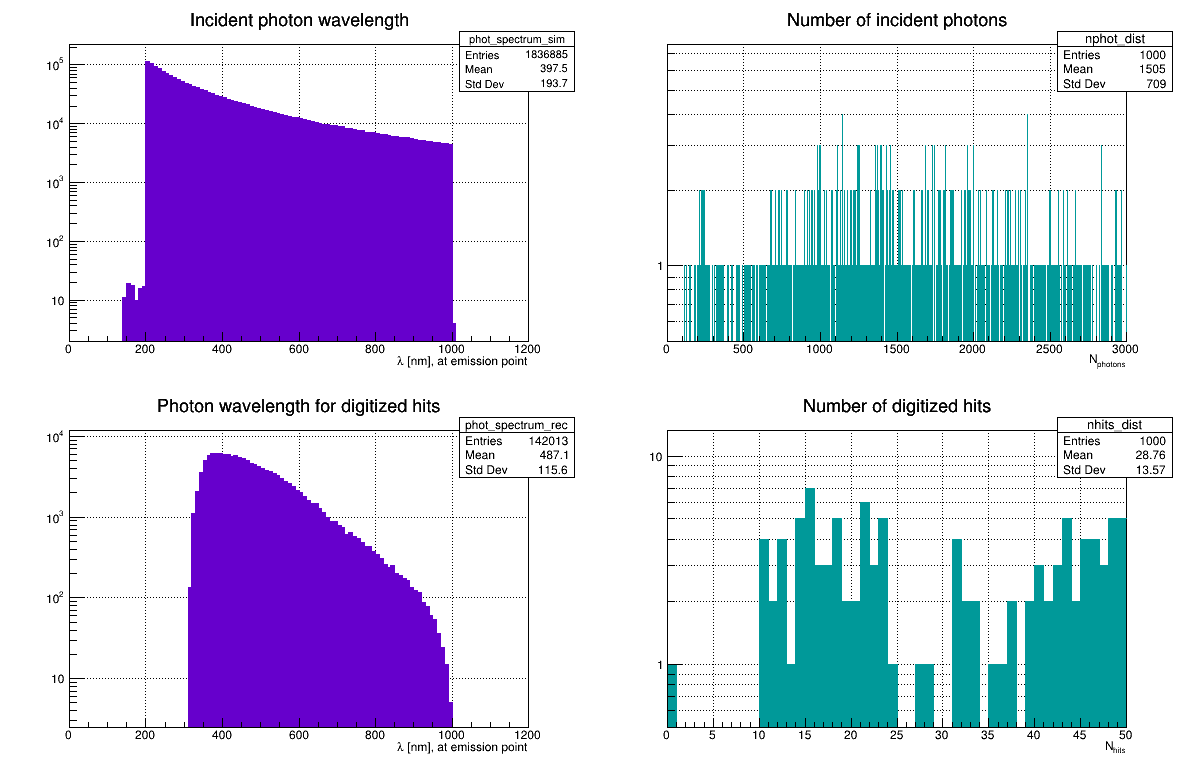 Incident photon wavelength
phot_spectrum_sim
Entries 1836885
Mean 397.5
Std Dev 193.7
10^5
10^4
10^3
10^2
10
0 200 400 600 800 1000 1200
λ [nm], at emission point
Number of incident photons
nphot_dist
Entries 1000
Mean 1505
Std Dev 709
1
0 500 1000 1500 2000 2500 3000
N_photons
Photon wavelength for digitized hits
phot_spectrum_rec
Entries 142013
Mean 487.1
Std Dev 115.6
10^4
10^3
10^2
10
0 200 400 600 800 1000 1200
λ [nm], at emission point
Number of digitized hits
nhits_dist
Entries 1000
Mean 28.76
Std Dev 13.57
10
1
0 5 10 15 20 25 30 35 40 45 50
N_hits